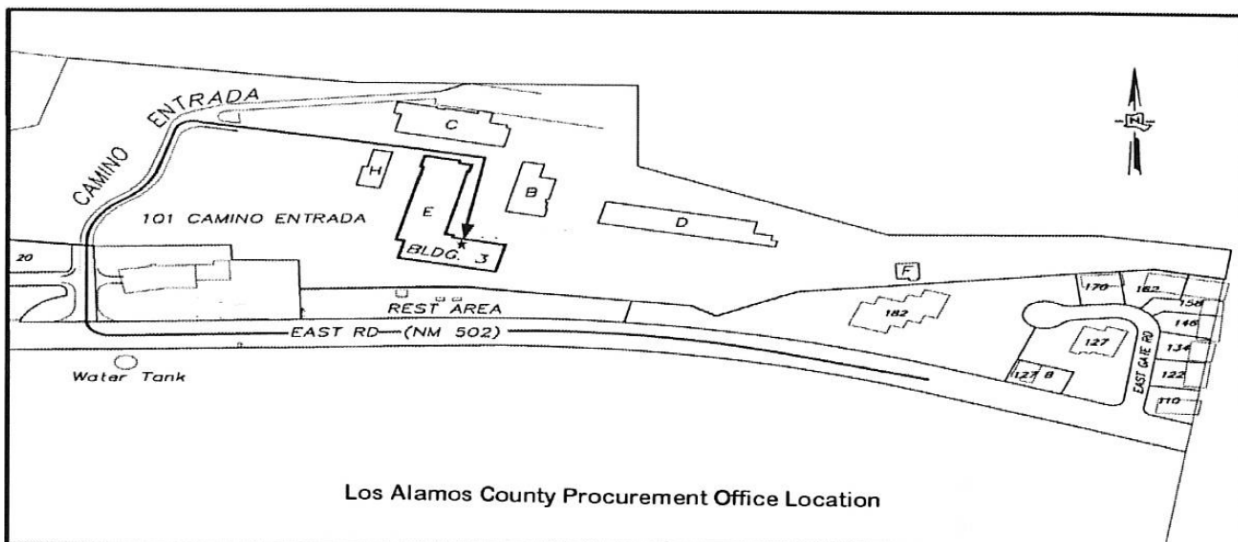 CAMINO ENTRADA
N
C
H
B
E
D
101 CAMINO ENTRADA
BLDG. 3
20
F
REST AREA
EAST RD (NM 502)
Water Tank
182
170
162
158
146
134
122
110
127
127 B
EAST GATE RD
Los Alamos County Procurement Office Location